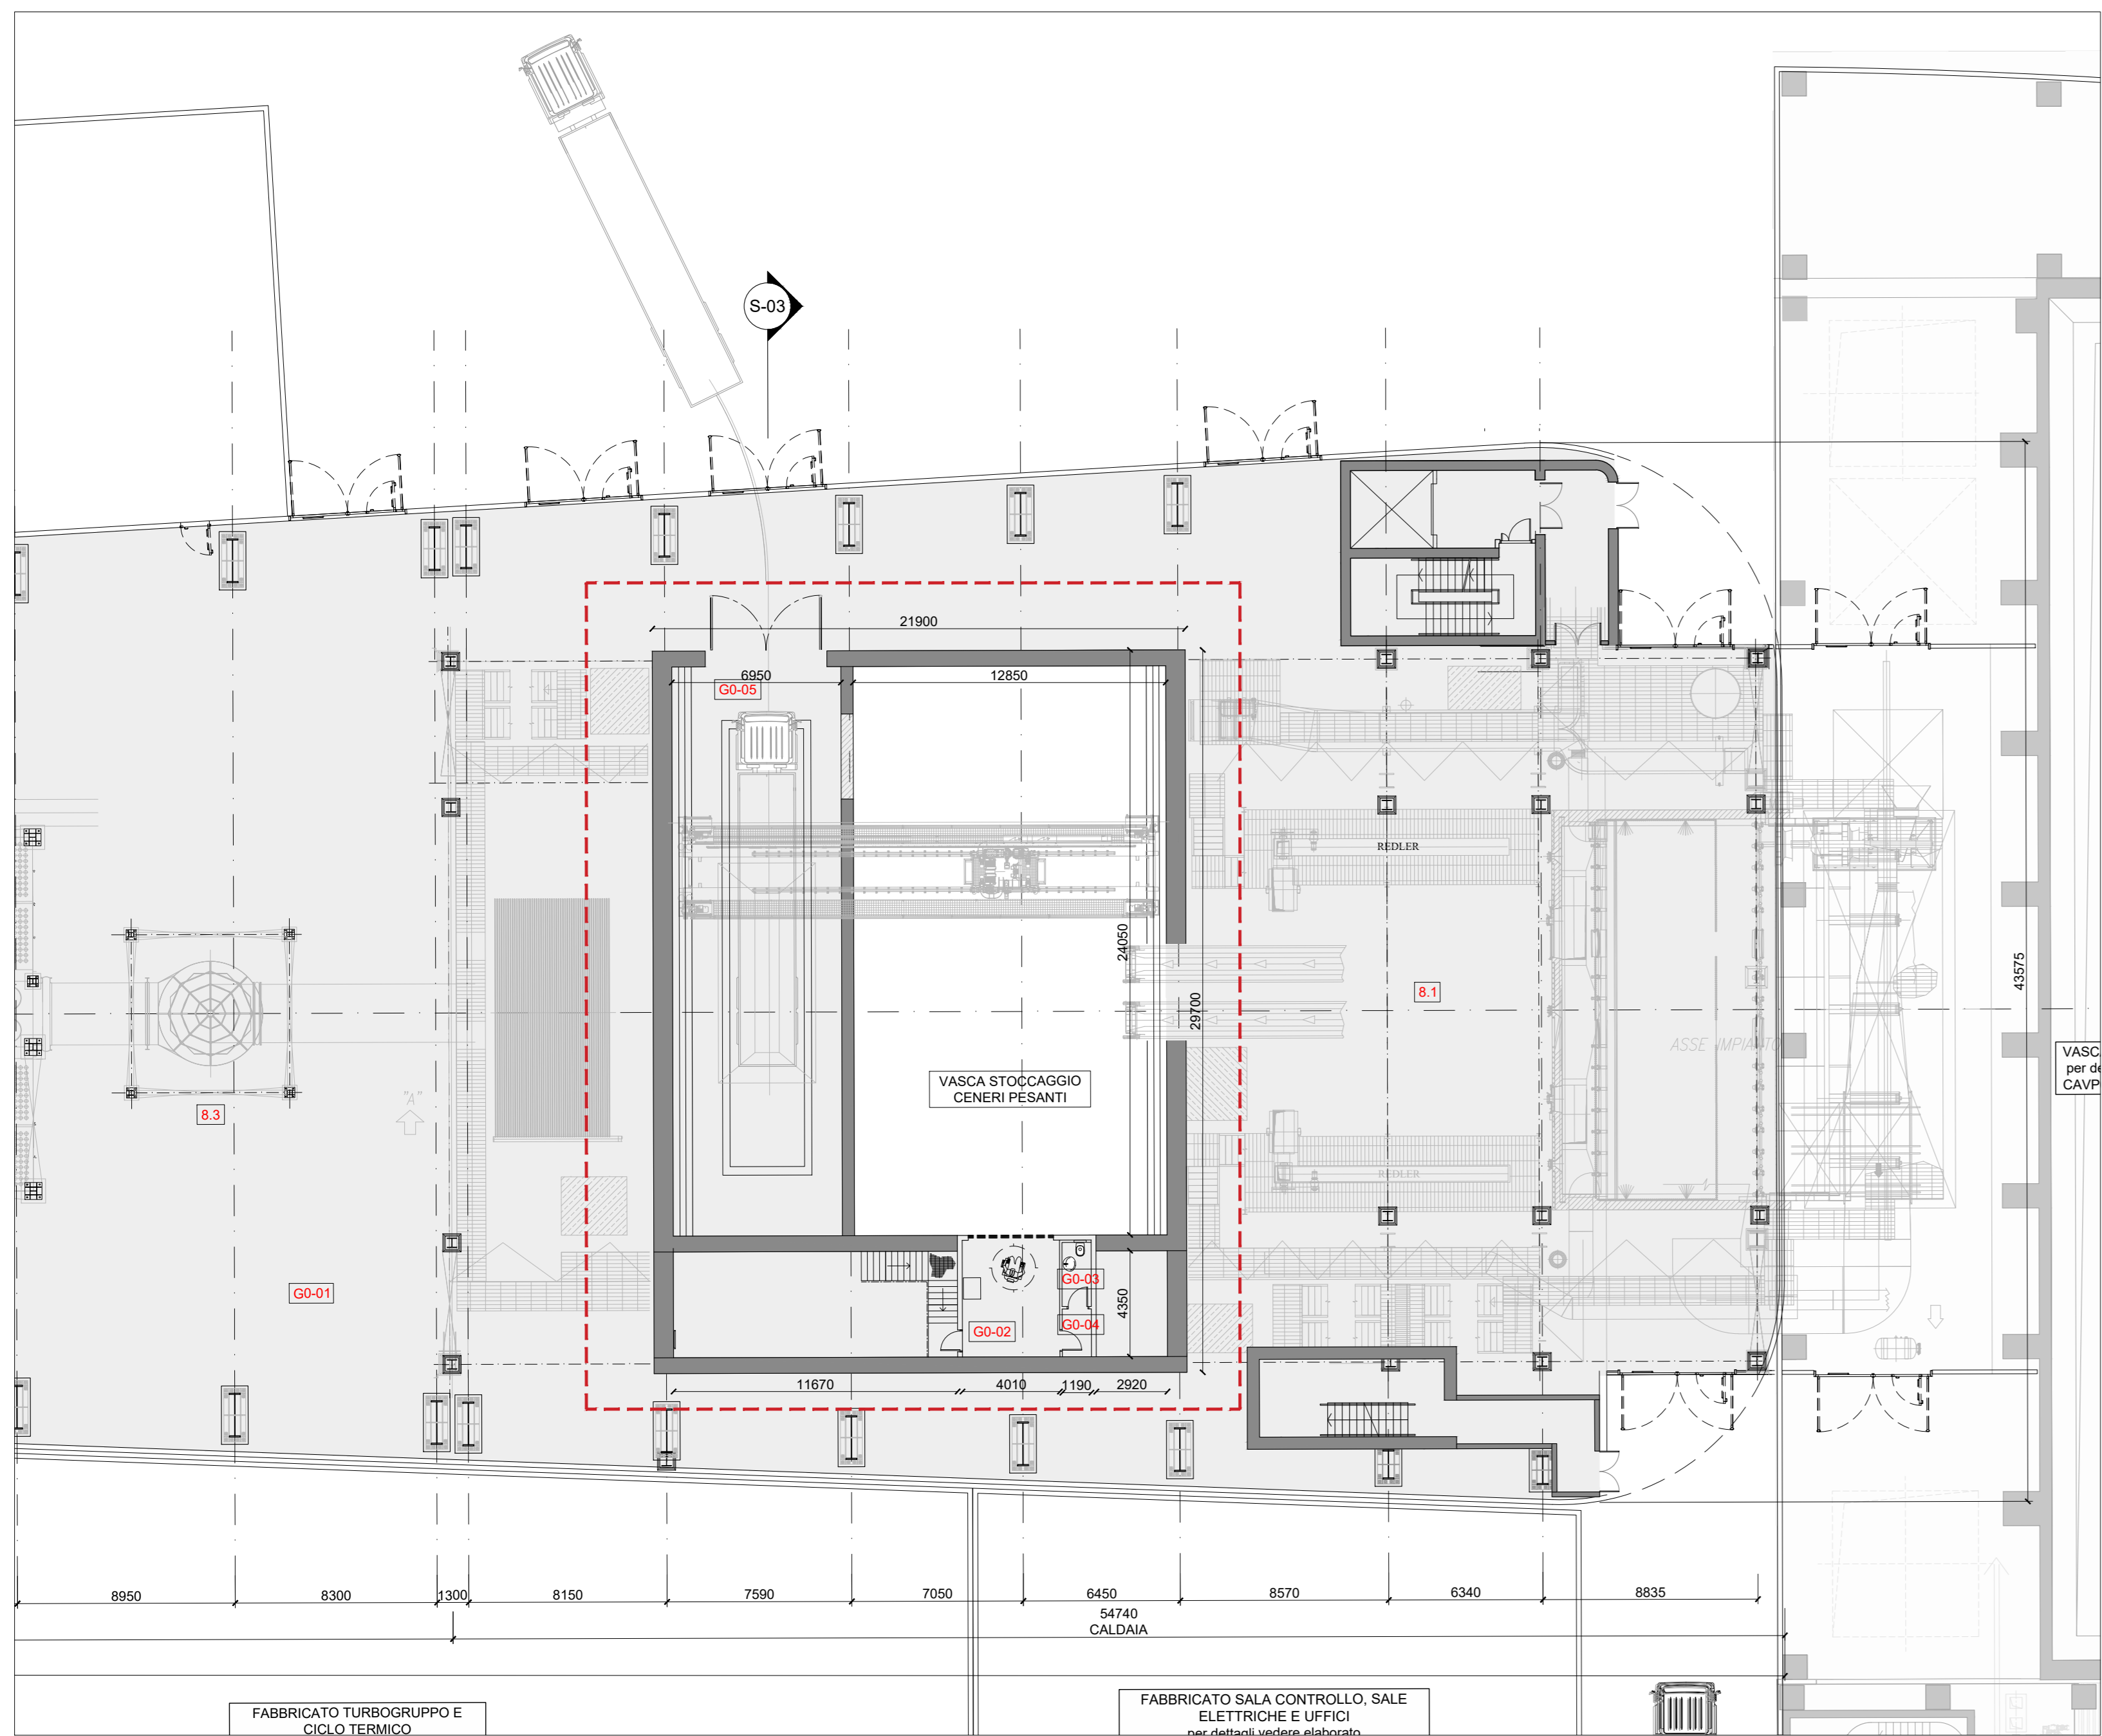 S-03
21900
6950
12850
G0-05
REDLER
24050
29700
43575
8.1
ASSE IMPIANTO
VASCA STOCCAGGIO
CENERI PESANTI
8.3
"A"
REDLER
G0-01
G0-03
G0-02
G0-04
4350
11670
4010
1190
2920
VASC
per de
CAVP
8950
8300
1300
8150
7590
7050
6450
8570
6340
8835
54740
CALDAIA
FABBRICATO TURBOGRUPPO E
CICLO TERMICO
FABBRICATO SALA CONTROLLO, SALE
ELETTRICHE E UFFICI
per dettagli vedere elaborato